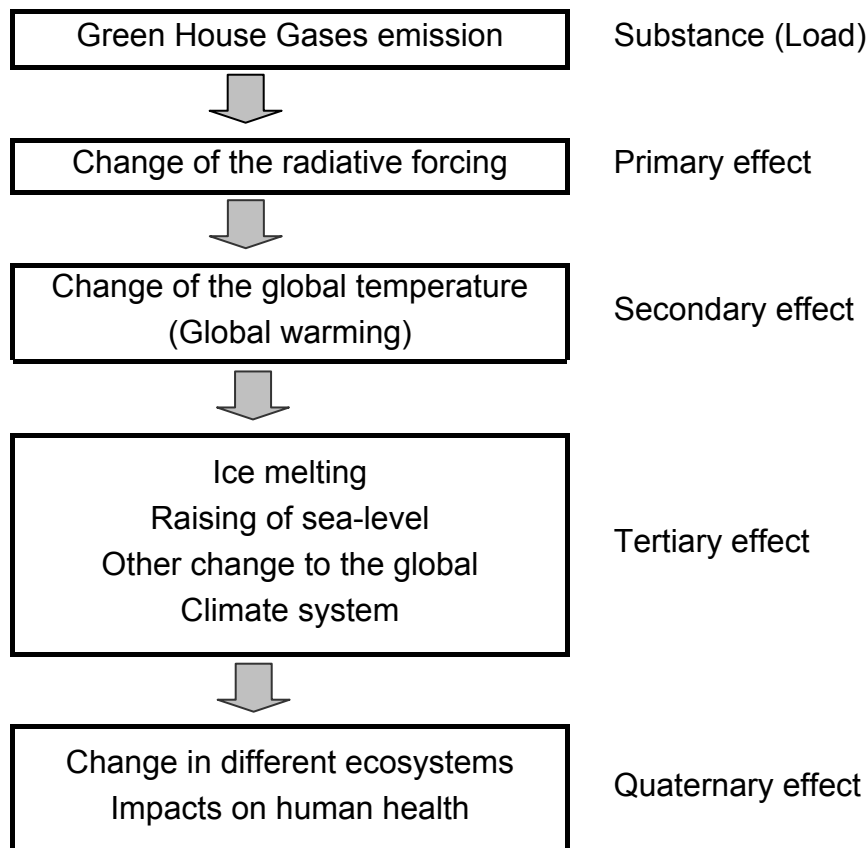 Green House Gases emission Substance (Load)
Change of the radiative forcing Primary effect
Change of the global temperature
(Global warming)
Secondary effect
Ice melting
Raising of sea-level
Other change to the global
Climate system
Tertiary effect
Change in different ecosystems
Impacts on human health
Quaternary effect